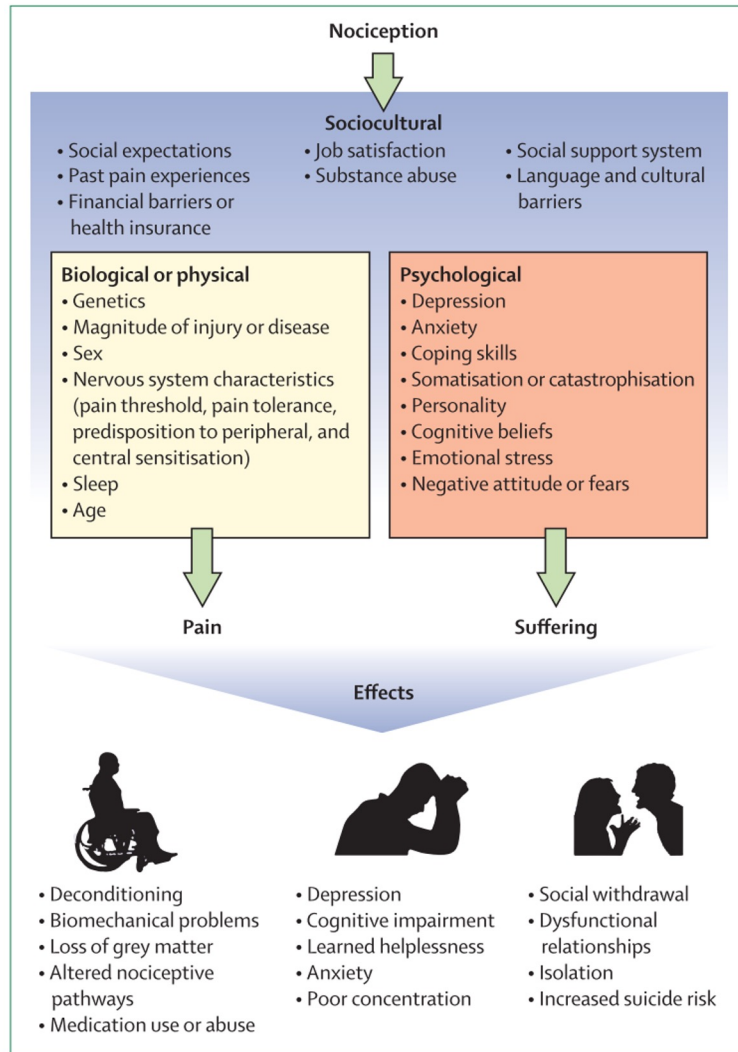 Nociception
Sociocultural
• Social expectations
• Past pain experiences
• Financial barriers or
health insurance
• Job satisfaction
• Substance abuse
• Social support system
• Language and cultural
barriers
Biological or physical
• Genetics
• Magnitude of injury or disease
• Sex
• Nervous system characteristics
(pain threshold, pain tolerance,
predisposition to peripheral, and
central sensitisation)
• Sleep
• Age
Psychological
• Depression
• Anxiety
• Coping skills
• Somatisation or catastrophisation
• Personality
• Cognitive beliefs
• Emotional stress
• Negative attitude or fears
Pain
Suffering
Effects
• Deconditioning
• Biomechanical problems
• Loss of grey matter
• Altered nociceptive
pathways
• Medication use or abuse
• Depression
• Cognitive impairment
• Learned helplessness
• Anxiety
• Poor concentration
• Social withdrawal
• Dysfunctional
relationships
• Isolation
• Increased suicide risk